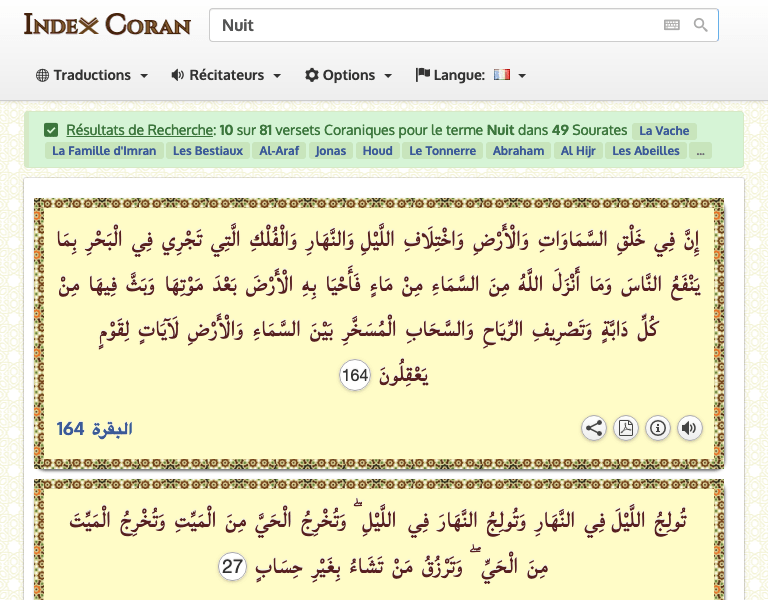 INDEX CORAN
Nuit
Traductions
Récitateurs
Options
Langue:
Résultats de Recherche: 10 sur 81 versets Coraniques pour le terme Nuit dans 49 Sourates La Vache
La Famille d'Imran Les Bestiaux Al-Araf Jonas Houd Le Tonnerre Abraham Al Hijr Les Abeilles ...
إِنَّ فِي خَلْقِ السَّمَاوَاتِ وَالْأَرْضِ وَاخْتِلَافِ اللَّيْلِ وَالنَّهَارِ وَالْفُلْكِ الَّتِي تَجْرِي فِي الْبَحْرِ بِمَا
يَنْفَعُ النَّاسَ وَمَا أَنْزَلَ اللَّهُ مِنَ السَّمَاءِ مِنْ مَاءٍ فَأَحْيَا بِهِ الْأَرْضَ بَعْدَ مَوْتِهَا وَبَثَّ فِيهَا مِنْ
كُلِّ دَابَّةٍ وَتَصْرِيفِ الرِّيَاحِ وَالسَّحَابِ الْمُسَخَّرِ بَيْنَ السَّمَاءِ وَالْأَرْضِ لَآيَاتٍ لِقَوْمٍ
يَعْقِلُونَ 164
البقرة 164
تُولِجُ اللَّيْلَ فِي النَّهَارِ وَتُولِجُ النَّهَارَ فِي اللَّيْلِ ۖ وَتُخْرِجُ الْحَيَّ مِنَ الْمَيِّتِ وَتُخْرِجُ الْمَيِّتَ
مِنَ الْحَيِّ ۖ وَتَرْزُقُ مَنْ تَشَاءُ بِغَيْرِ حِسَابٍ 27